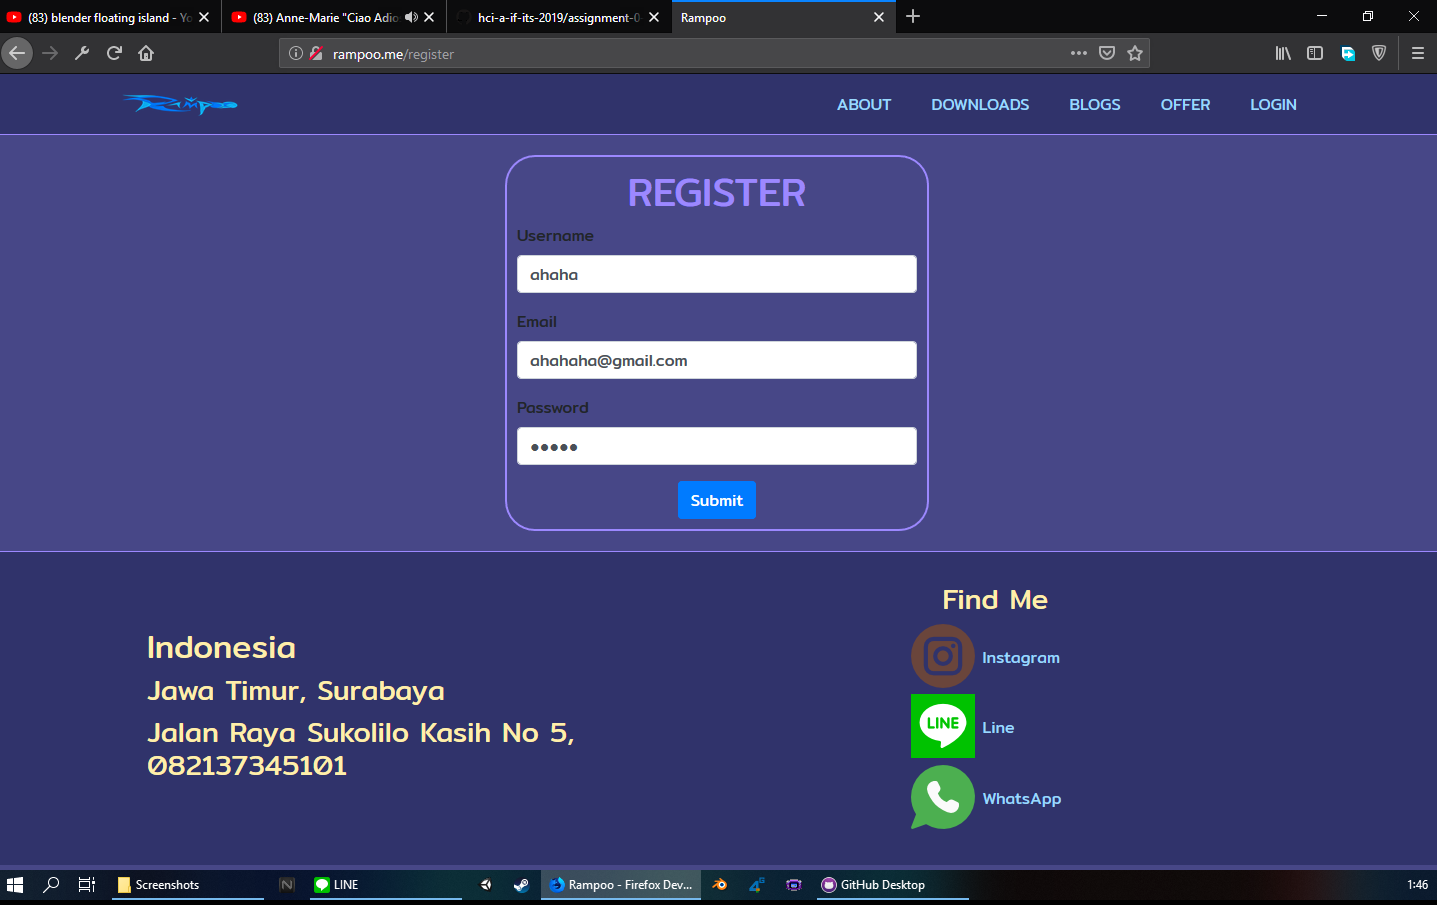 (83) blender floating island - Yo
(83) Anne-Marie "Ciao Adio
hci-a-if-its-2019/assignment-0
Rampoo
rampoo.me/register
Rampoo
ABOUT
DOWNLOADS
BLOGS
OFFER
LOGIN
REGISTER
Username
ahaha
Email
ahahaha@gmail.com
Password
•••••
Submit
Indonesia
Jawa Timur, Surabaya
Jalan Raya Sukolilo Kasih No 5,
082137345101
Find Me
Instagram
LINE
Line
WhatsApp
Screenshots
N
LINE
Rampoo - Firefox Dev...
GitHub Desktop
1:46